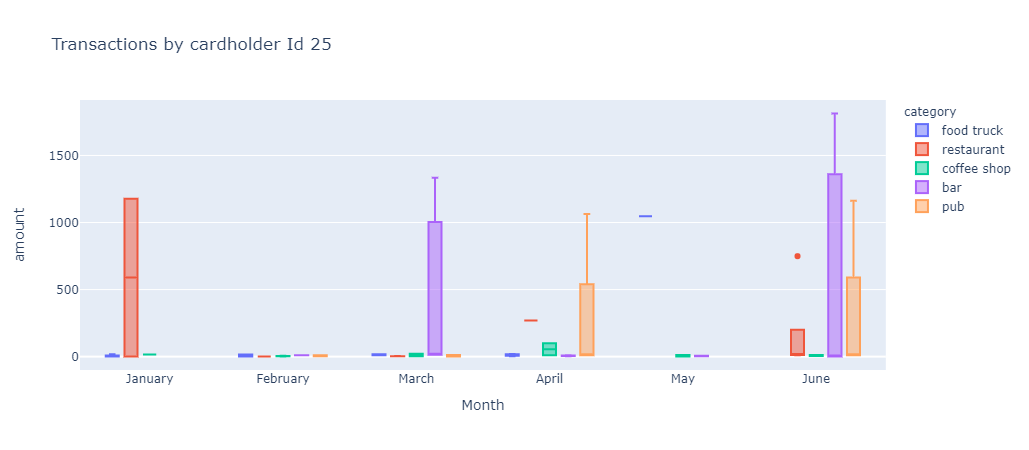 Transactions by cardholder Id 25
category
food truck
restaurant
coffee shop
bar
pub
amount
1500
1000
500
0
January February March April May June
Month